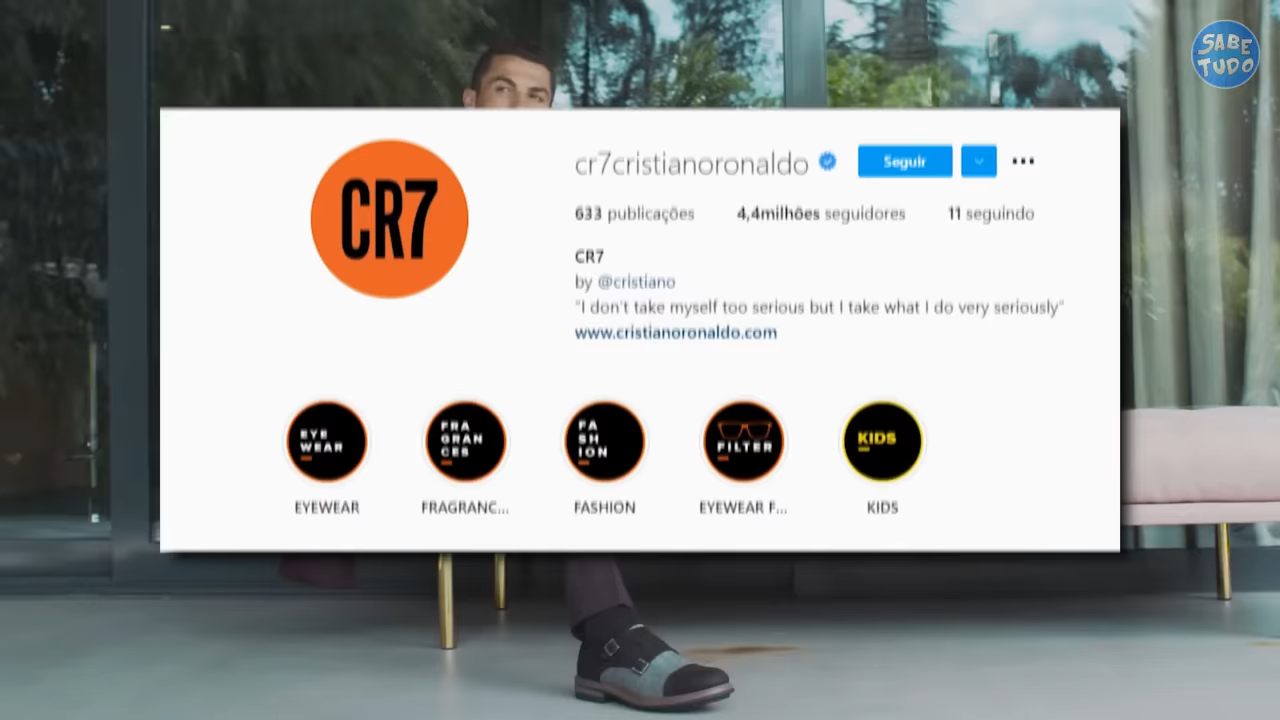 SABE
TUDO
CR7
cr7cristianoronaldo
Seguir
633 publicações
4,4milhões seguidores
11 seguindo
CR7
by @cristiano
"I don't take myself too serious but I take what I do very seriously"
www.cristianoronaldo.com
EYE
WEAR
FRA
GRAN
CES
FA
SH
ION
FILTER
KIDS
EYEWEAR
FRAGRANC...
FASHION
EYEWEAR F...
KIDS